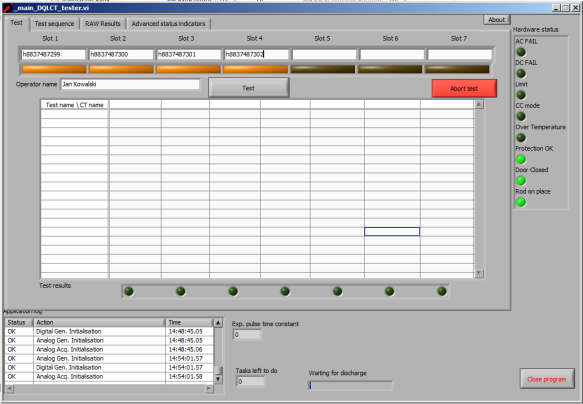 _main_DQLCT_tester.vi
Test Test sequence RAW Results Advanced status indicators About
Slot 1 Slot 2 Slot 3 Slot 4 Slot 5 Slot 6 Slot 7
h8837487299 h8837487300 h8837487301 h8837487302
Operator name Jan Kowalski Test Abort test
Test name \ CT name
Test results
Hardware status
AC FAIL
DC FAIL
Limit
CC mode
Over Temperature
Protection OK
Door Closed
Rod on place
Application log
Status Action Time
OK Digital Gen. Initialisation 14:48:45.05
OK Analog Gen. Initialisation 14:48:45.05
OK Analog Acq. Initialisation 14:48:45.06
OK Analog Gen. Initialisation 14:54:01.57
OK Digital Gen. Initialisation 14:54:01.57
OK Analog Acq. Initialisation 14:54:01.58
Exp. pulse time constant
0
Tasks left to do
0
Waiting for discharge
Close program